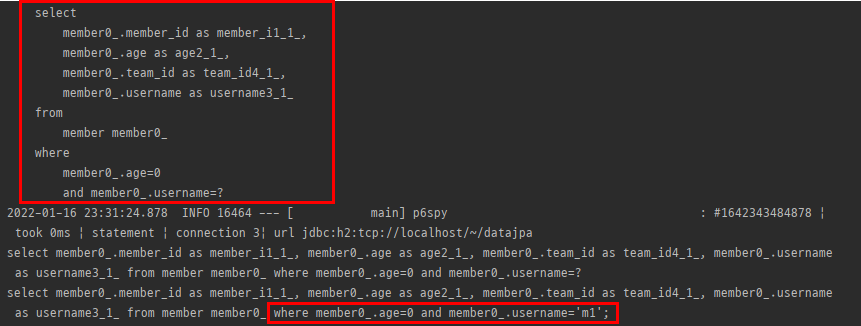 select
member0_.member_id as member_i1_1_,
member0_.age as age2_1_,
member0_.team_id as team_id4_1_,
member0_.username as username3_1_
from
member member0_
where
member0_.age=0
and member0_.username=?
2022-01-16 23:31:24.878 INFO 16464 --- [ main] p6spy : #1642343484878 |
took 0ms | statement | connection 3| url jdbc:h2:tcp://localhost/~/datajpa
select member0_.member_id as member_i1_1_, member0_.age as age2_1_, member0_.team_id as team_id4_1_, member0_.username
as username3_1_ from member member0_ where member0_.age=0 and member0_.username=?
select member0_.member_id as member_i1_1_, member0_.age as age2_1_, member0_.team_id as team_id4_1_, member0_.username
as username3_1_ from member member0_ where member0_.age=0 and member0_.username='m1';